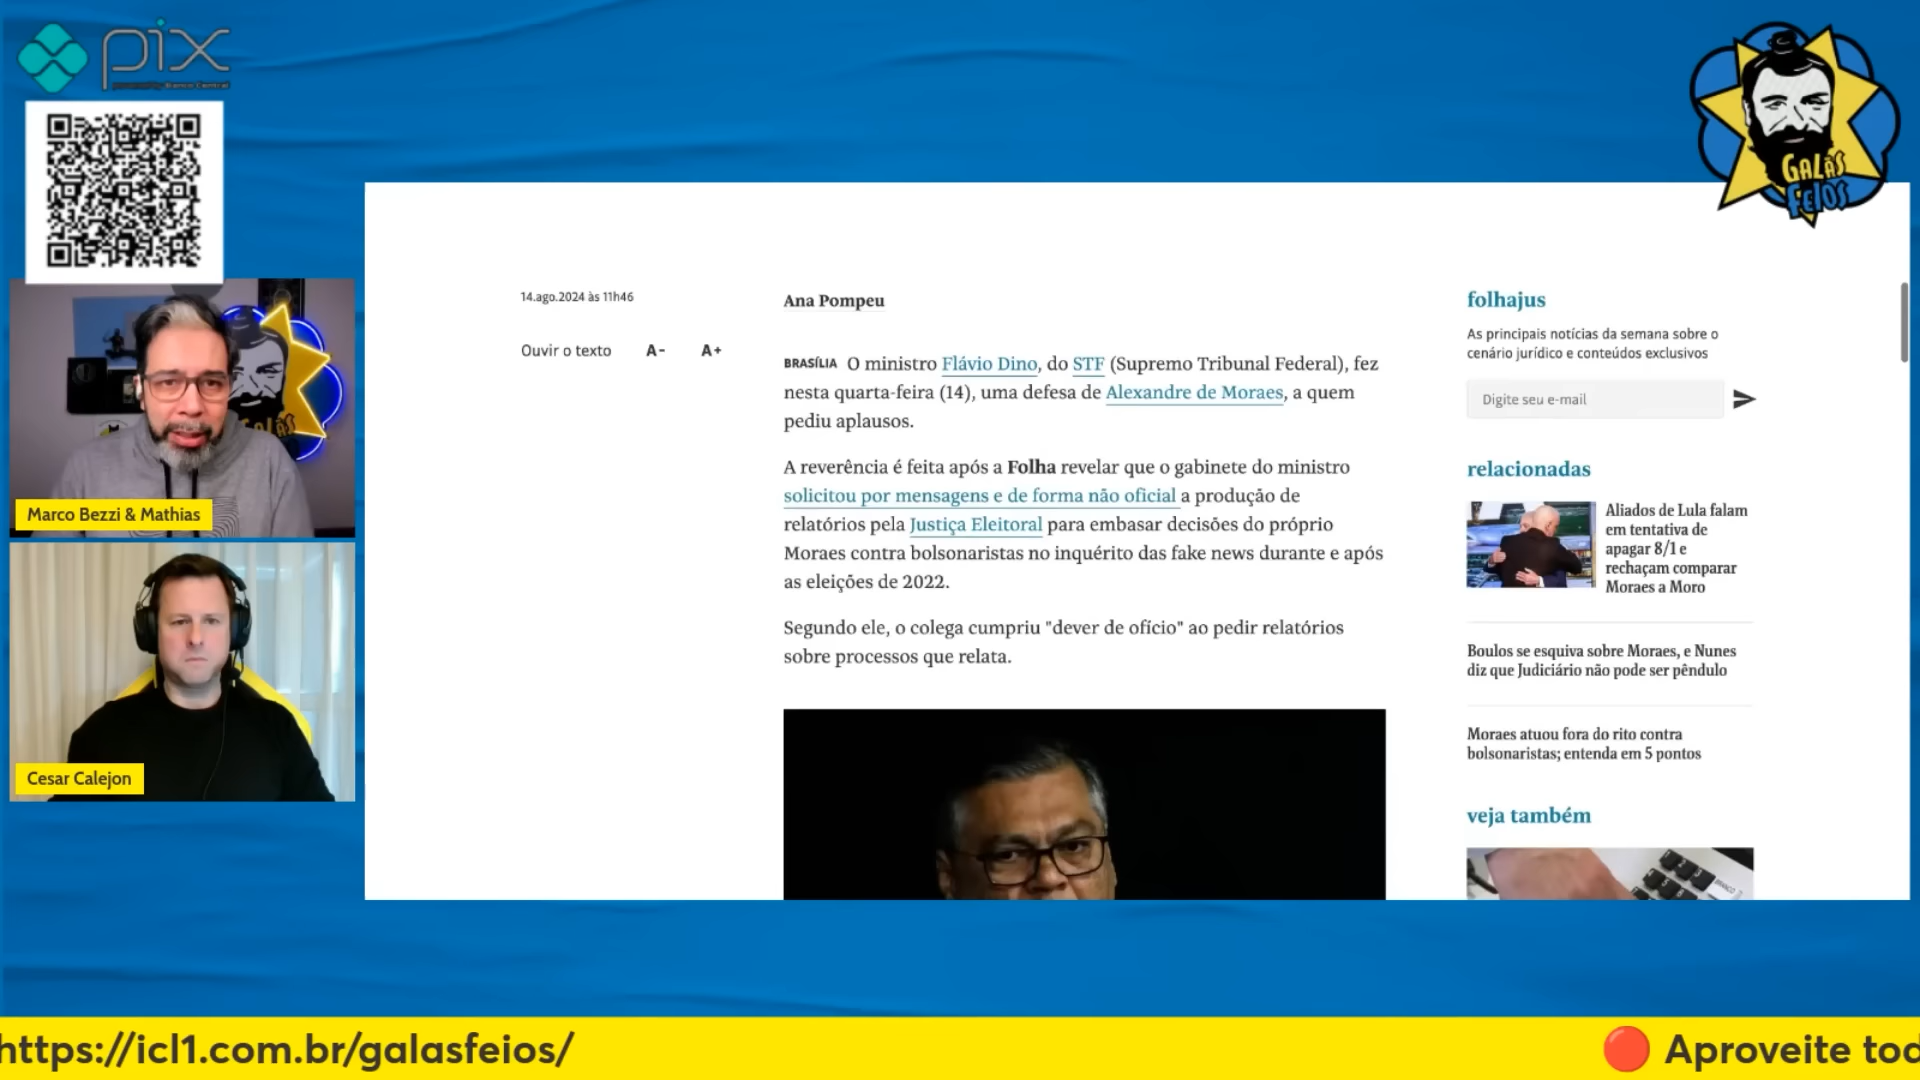 pix
powered by Banco Central
GALÃS
FEIOS
Marco Bezzi & Mathias
Cesar Calejon
14.ago.2024 às 11h46
Ouvir o texto A- A+
Ana Pompeu
BRASÍLIA O ministro Flávio Dino, do STF (Supremo Tribunal Federal), fez
nesta quarta-feira (14), uma defesa de Alexandre de Moraes, a quem
pediu aplausos.
A reverência é feita após a Folha revelar que o gabinete do ministro
solicitou por mensagens e de forma não oficial a produção de
relatórios pela Justiça Eleitoral para embasar decisões do próprio
Moraes contra bolsonaristas no inquérito das fake news durante e após
as eleições de 2022.
Segundo ele, o colega cumpriu "dever de ofício" ao pedir relatórios
sobre processos que relata.
folhajus
As principais notícias da semana sobre o
cenário jurídico e conteúdos exclusivos
Digite seu e-mail
relacionadas
Aliados de Lula falam
em tentativa de
apagar 8/1 e
rechaçam comparar
Moraes a Moro
Boulos se esquiva sobre Moraes, e Nunes
diz que Judiciário não pode ser pêndulo
Moraes atuou fora do rito contra
bolsonaristas; entenda em 5 pontos
veja também
https://icl1.com.br/galasfeios/
Aproveite tod